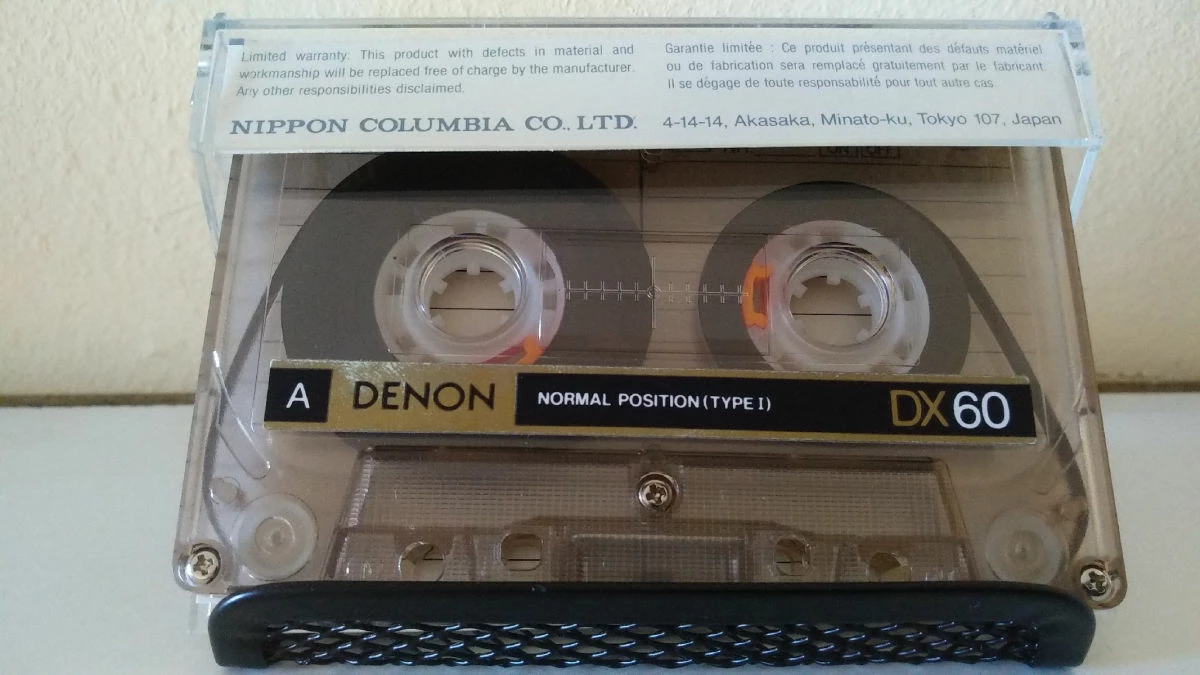 Limited warranty: This product with defects in material and
workmanship will be replaced free of charge by the manufacturer.
Any other responsibilities disclaimed.
Garantie limitée : Ce produit présentant des défauts matériel
ou de fabrication sera remplacé gratuitement par le fabricant.
Il se dégage de toute responsabilité pour tout autre cas.
NIPPON COLUMBIA CO., LTD. 4-14-14, Akasaka, Minato-ku, Tokyo 107, Japan
ON OFF
A DENON NORMAL POSITION (TYPE I) DX60